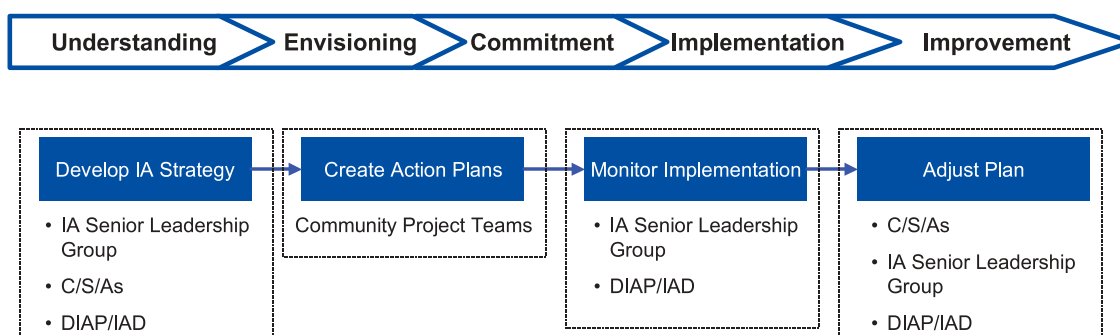 Understanding
Envisioning
Commitment
Implementation
Improvement
Develop IA Strategy
• IA Senior Leadership
Group
• C/S/As
• DIAP/IAD
Create Action Plans
Community Project Teams
Monitor Implementation
• IA Senior Leadership
Group
• DIAP/IAD
Adjust Plan
• C/S/As
• IA Senior Leadership
Group
• DIAP/IAD